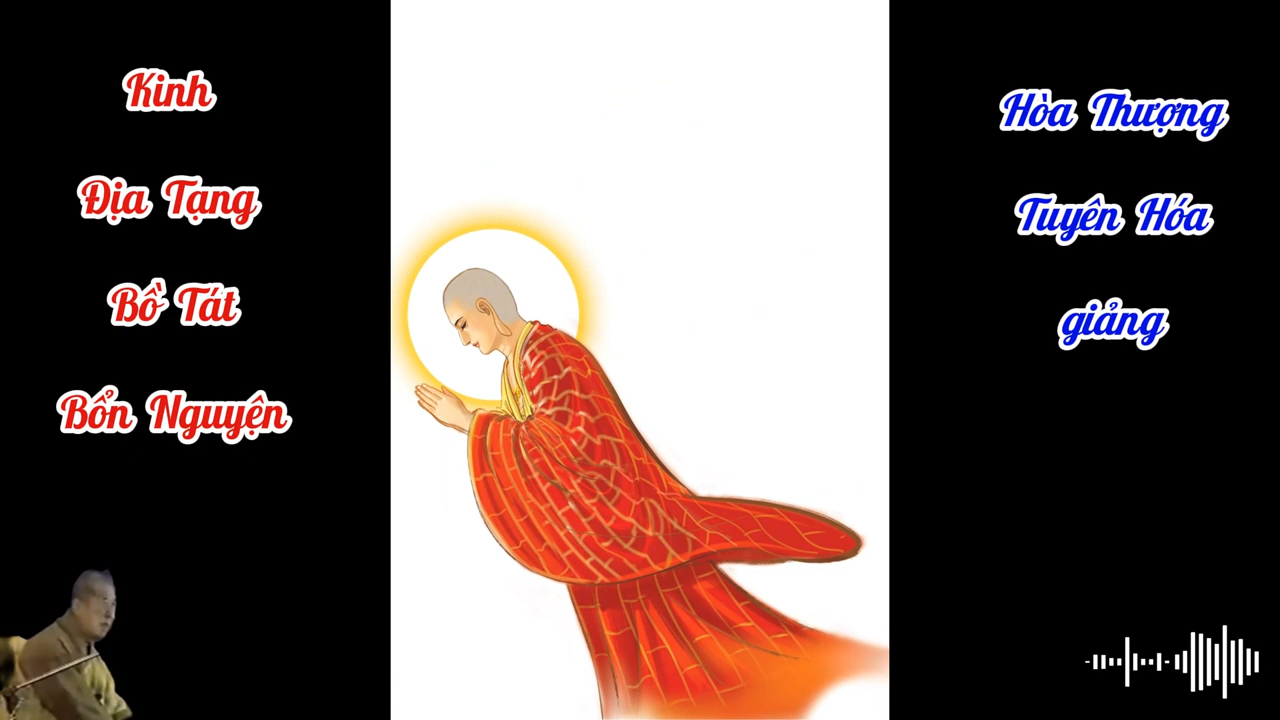 Kinh
Địa Tạng
Bồ Tát
Bổn Nguyện
Hòa Thượng
Tuyên Hóa
giảng